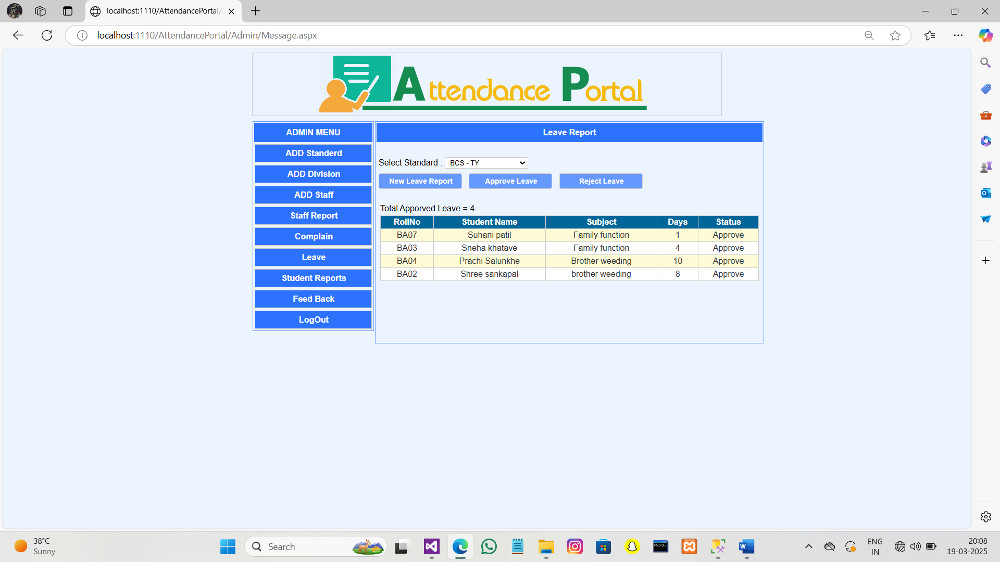 localhost:1110/AttendancePortal/
localhost:1110/AttendancePortal/Admin/Message.aspx
Attendance Portal
ADMIN MENU
ADD Standerd
ADD Division
ADD Staff
Staff Report
Complain
Leave
Student Reports
Feed Back
LogOut
Leave Report
Select Standard : BCS - TY
New Leave Report Approve Leave Reject Leave
Total Apporved Leave = 4
RollNo Student Name Subject Days Status
BA07 Suhani patil Family function 1 Approve
BA03 Sneha khatave Family function 4 Approve
BA04 Prachi Salunkhe Brother weeding 10 Approve
BA02 Shree sankapal brother weeding 8 Approve
38°C
Sunny
Search
MySQL
ENG
IN
20:08
19-03-2025